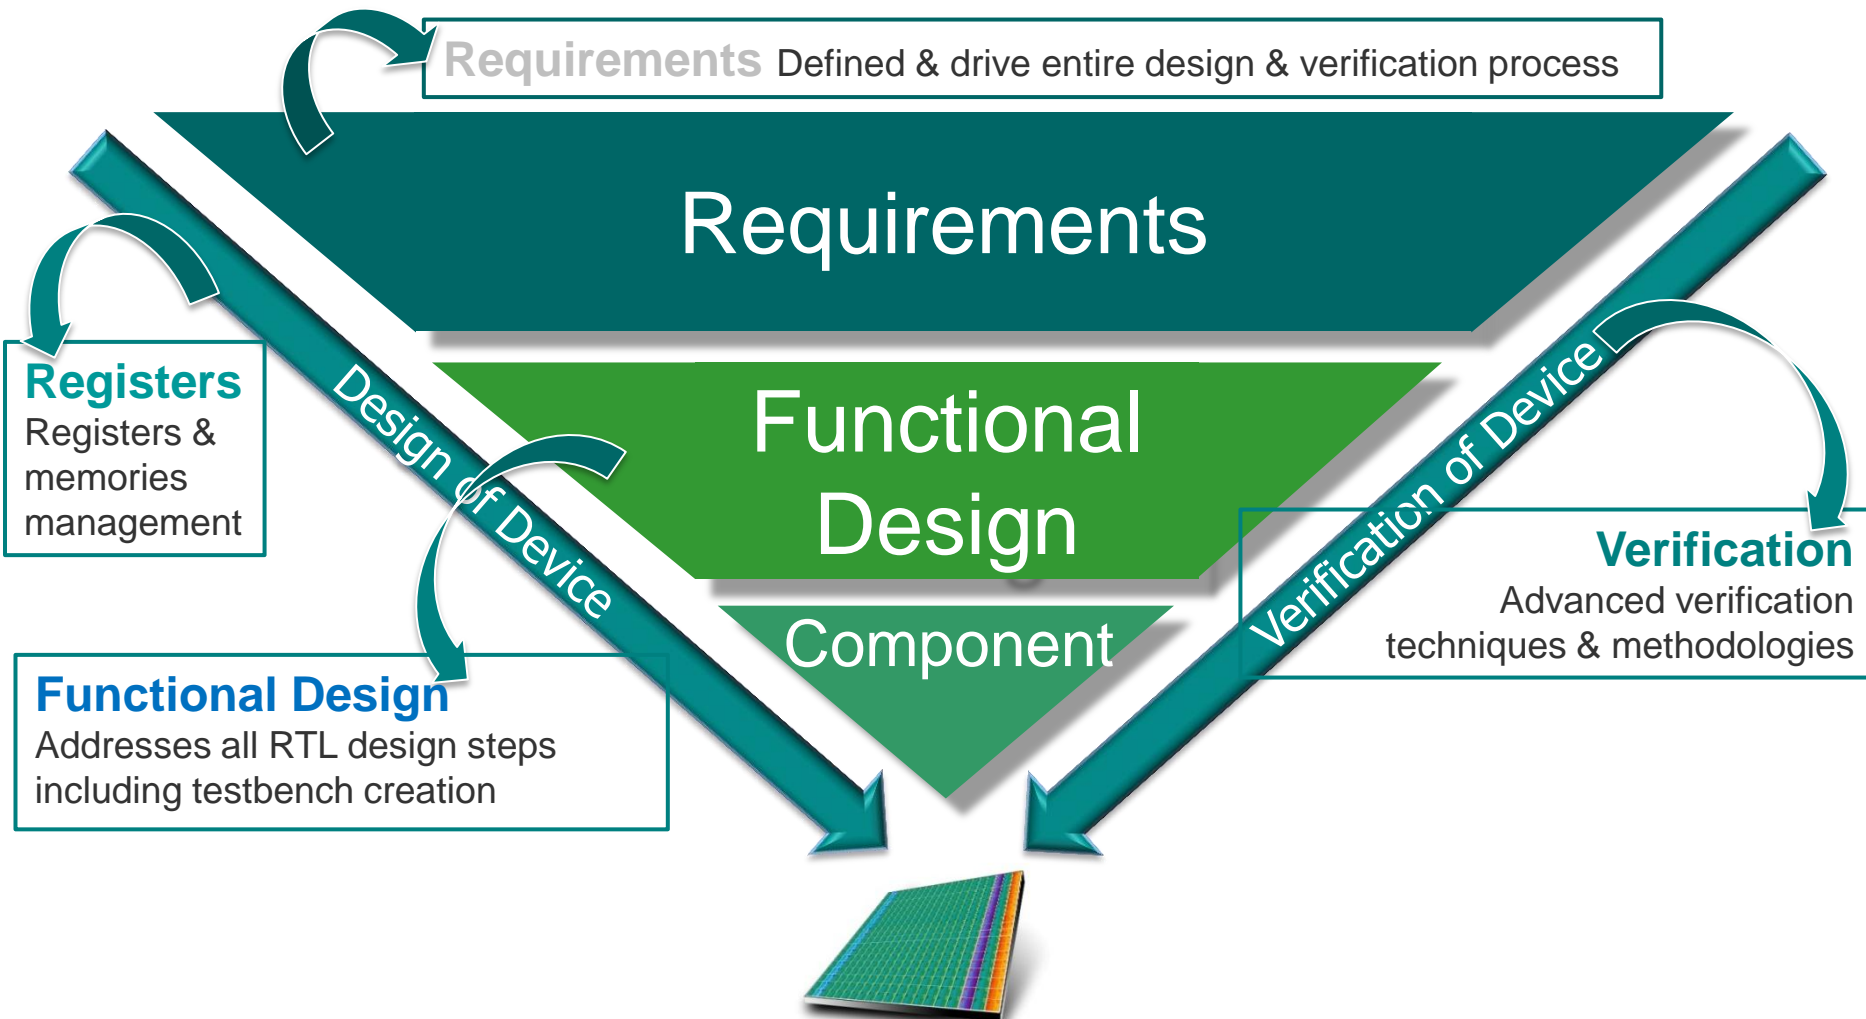 Requirements Defined & drive entire design & verification process
Requirements
Registers
Registers &
memories
management
Design of Device
Functional
Design
Verification of Device
Verification
Advanced verification
techniques & methodologies
Component
Functional Design
Addresses all RTL design steps
including testbench creation